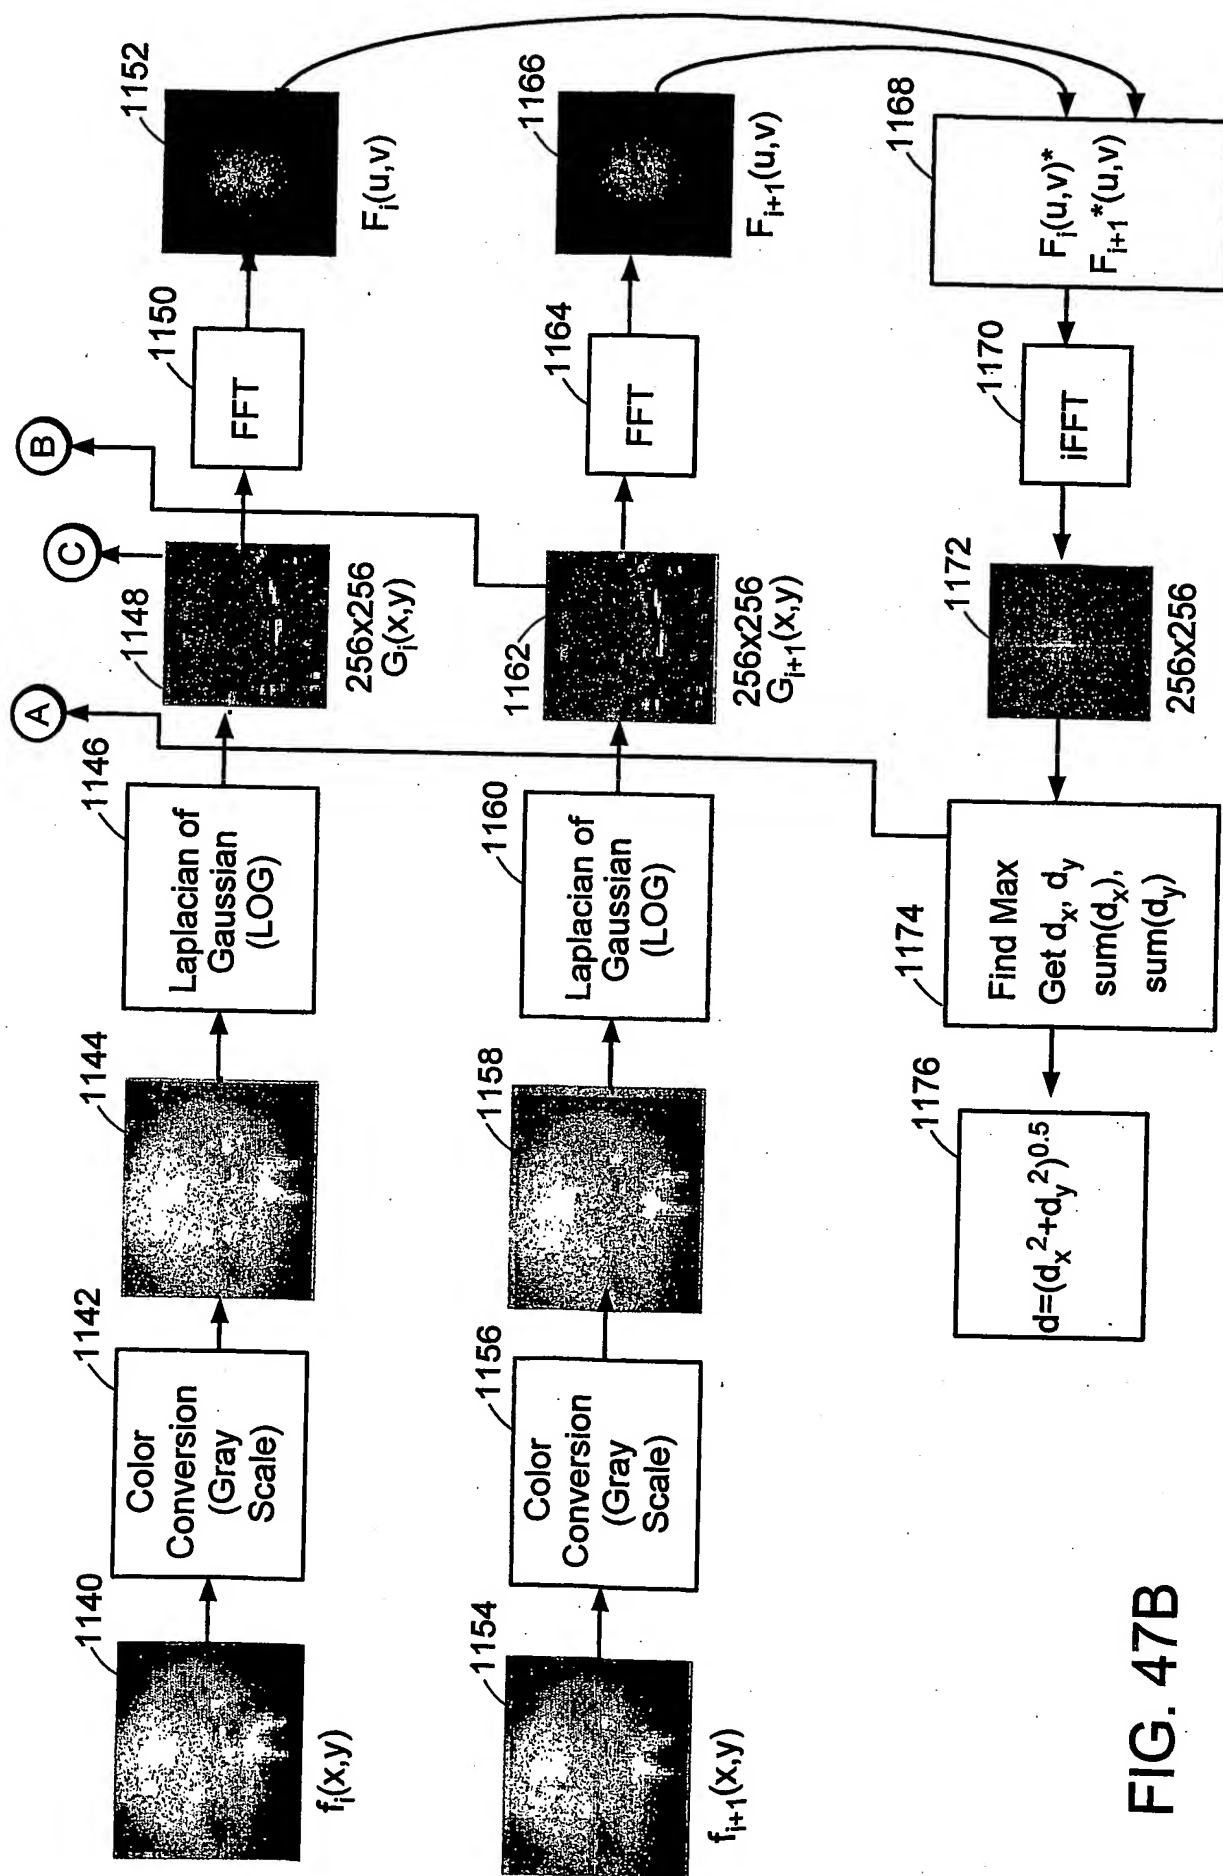 A
C
B
1140
1142
1144
1146
1148
1150
1152
Color
Conversion
(Gray
Scale)
Laplacian of
Gaussian
(LOG)
FFT
f_i(x,y)
256x256
G_i(x,y)
F_i(u,v)
1154
1156
1158
1160
1162
1164
1166
Color
Conversion
(Gray
Scale)
Laplacian of
Gaussian
(LOG)
FFT
f_{i+1}(x,y)
256x256
G_{i+1}(x,y)
F_{i+1}(u,v)
1176
1174
1172
1170
1168
d=(d_x^2+d_y^2)^0.5
Find Max
Get d_x, d_y
sum(d_x),
sum(d_y)
256x256
iFFT
F_i(u,v)*
F_{i+1}*(u,v)
FIG. 47B